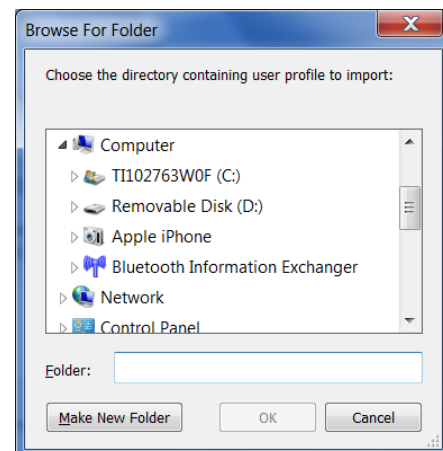 Browse For Folder
X
Choose the directory containing user profile to import:
Computer
TI102763W0F (C:)
Removable Disk (D:)
Apple iPhone
Bluetooth Information Exchanger
Network
Control Panel
Folder:
Make New Folder OK Cancel